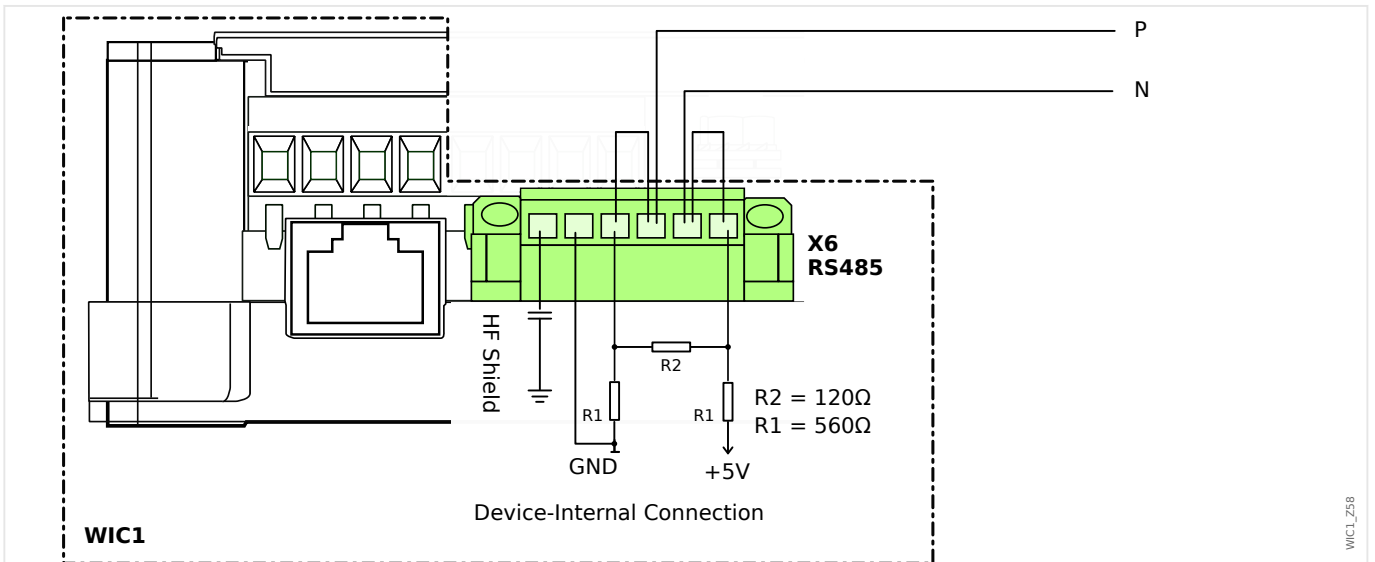 P
N
X6
RS485
HF Shield
R2
R1
R1
R2 = 120Ω
R1 = 560Ω
GND
+5V
Device-Internal Connection
WIC1
WIC1_Z58